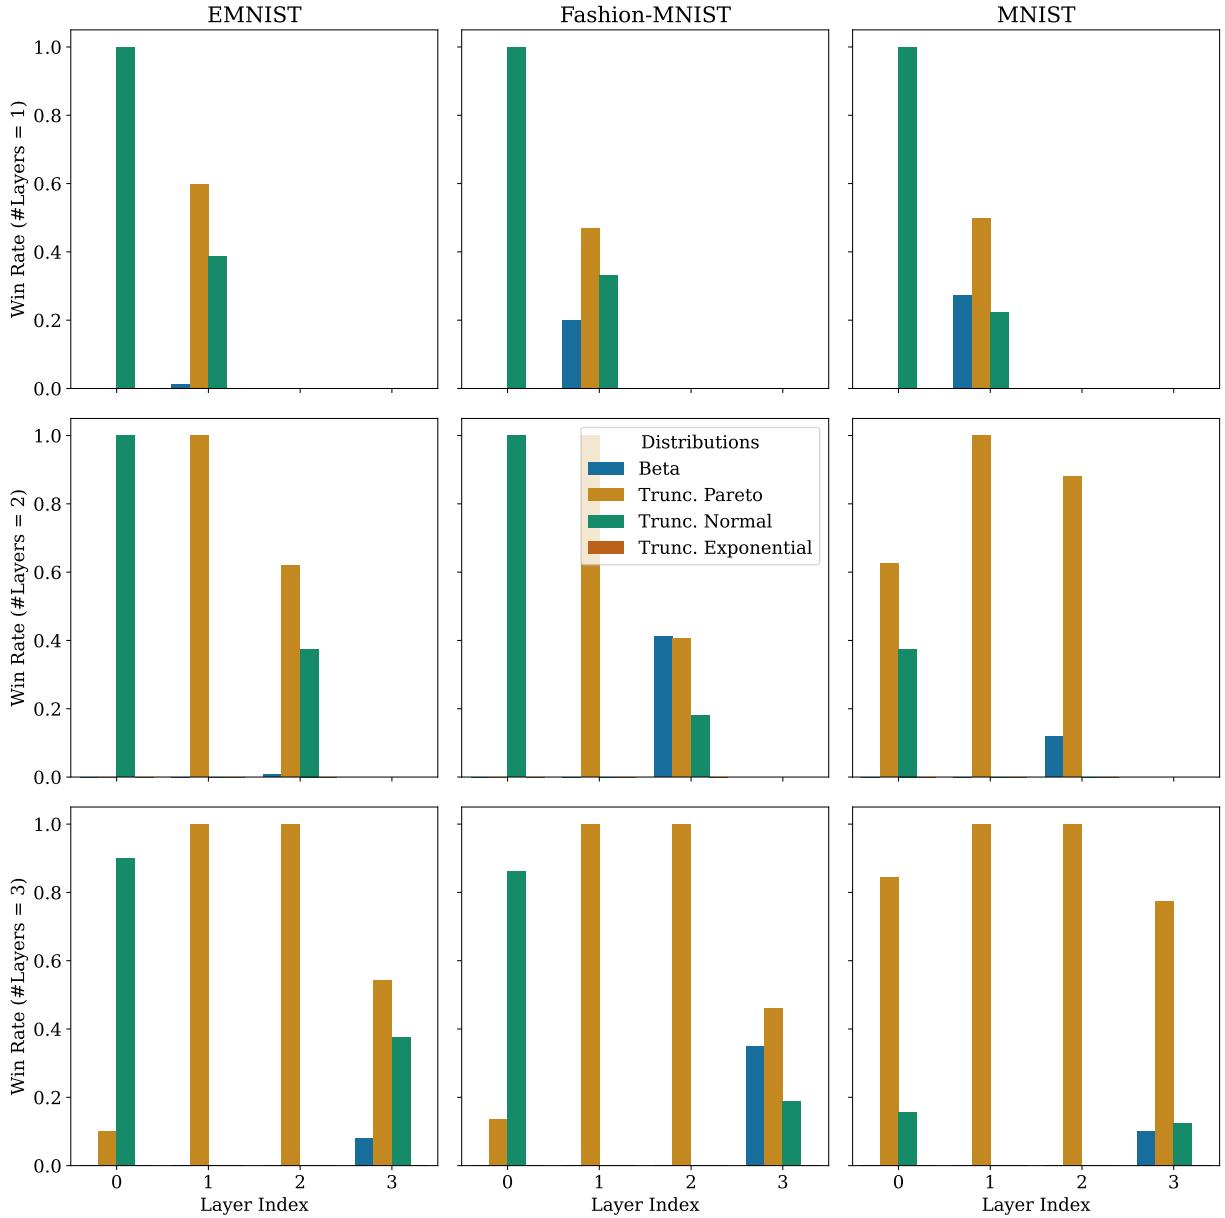 EMNIST
Fashion-MNIST
MNIST
Win Rate (#Layers = 1)
1.0
0.8
0.6
0.4
0.2
0.0
Win Rate (#Layers = 2)
1.0
0.8
0.6
0.4
0.2
0.0
Distributions
Beta
Trunc. Pareto
Trunc. Normal
Trunc. Exponential
Win Rate (#Layers = 3)
1.0
0.8
0.6
0.4
0.2
0.0
0 1 2 3
0 1 2 3
0 1 2 3
Layer Index
Layer Index
Layer Index